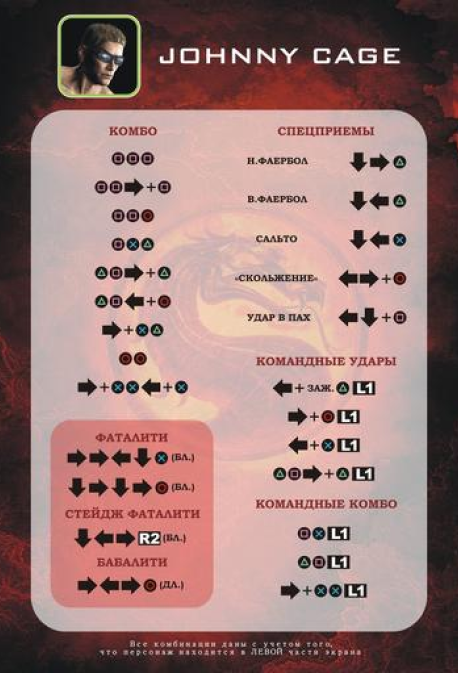 JOHNNY CAGE
КОМБО
+
+
+
+
+ +
ФАТАЛИТИ
(БЛ.)
(БЛ.)
СТЕЙДЖ ФАТАЛИТИ
R2 (БЛ.)
БАБАЛИТИ
(ДЛ.)
СПЕЦПРИЕМЫ
Н.ФАЕРБОЛ
В.ФАЕРБОЛ
САЛЬТО
«СКОЛЬЖЕНИЕ» +
УДАР В ПАХ +
КОМАНДНЫЕ УДАРЫ
+ ЗАЖ. L1
+ L1
+ L1
+ L1
КОМАНДНЫЕ КОМБО
L1
L1
+ L1
Все комбинации даны с учетом того,
что персонаж находится в ЛЕВОЙ части экрана